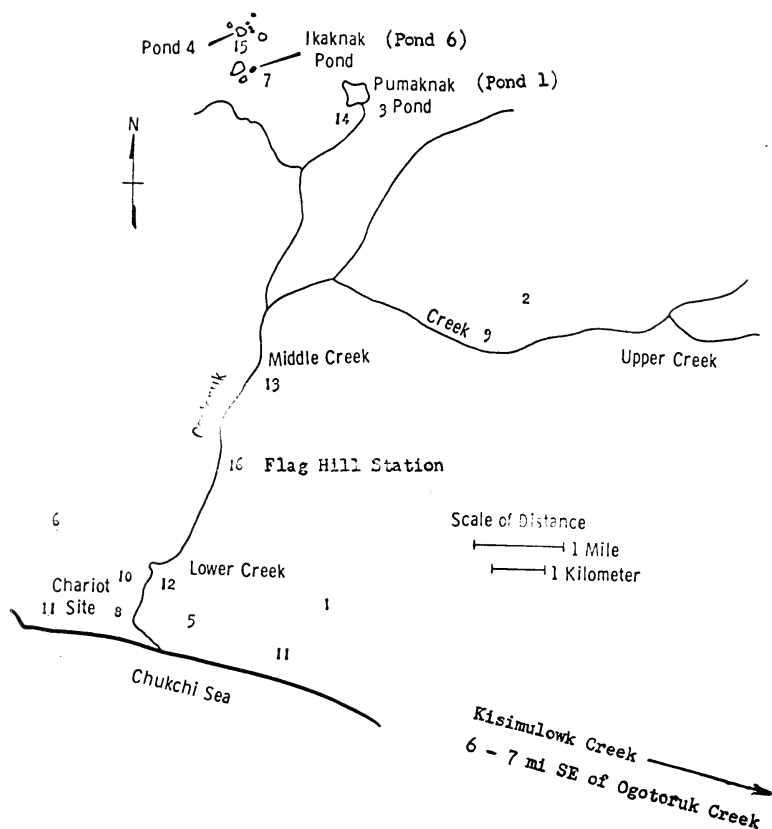 Pond 4
15
Ikaknak (Pond 6)
Pond
7
Pumaknak (Pond 1)
3 Pond
14
N
2
Creek
9
Upper Creek
Middle Creek
13
16 Flag Hill Station
6
Scale of Distance
1 Mile
1 Kilometer
10
Lower Creek
12
Chariot
11 Site
8
5
1
11
Chukchi Sea
Kisimulowk Creek
6 - 7 mi SE of Ogotoruk Creek